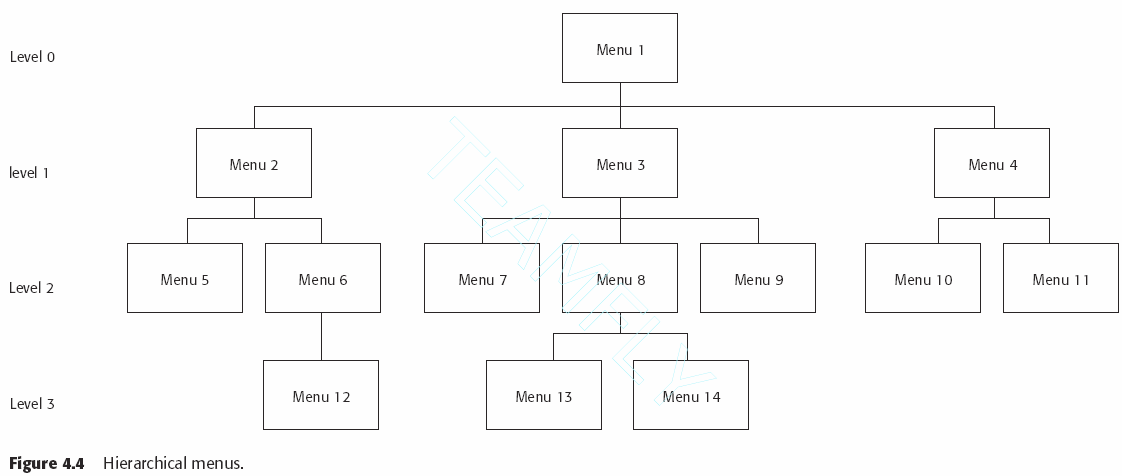 Level 0
Menu 1
level 1
Menu 2
Menu 3
Menu 4
Level 2
Menu 5
Menu 6
Menu 7
Menu 8
Menu 9
Menu 10
Menu 11
Level 3
Menu 12
Menu 13
Menu 14
TEAMFLY
Figure 4.4 Hierarchical menus.